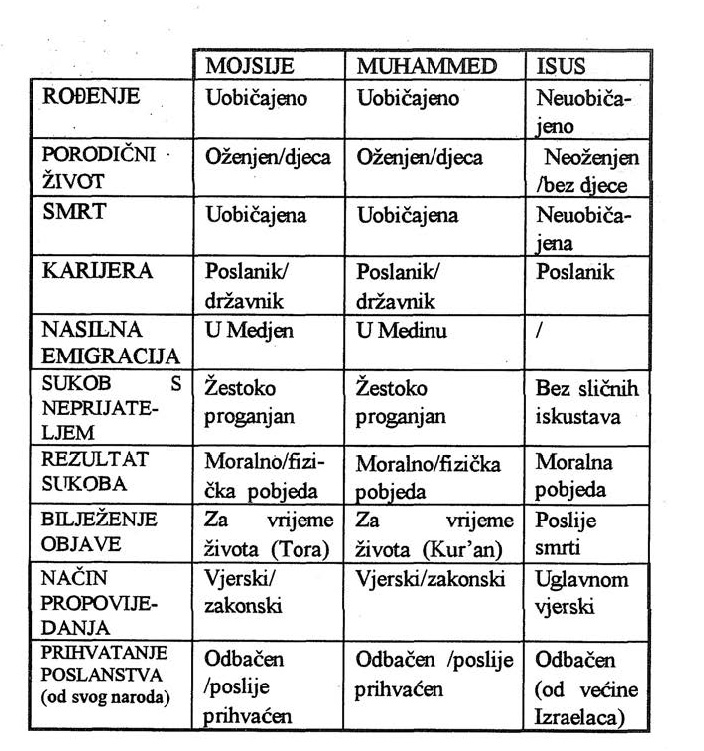 MOJSIJE MUHAMMED ISUS
ROĐENJE Uobičajeno Uobičajeno Neuobiča-
jeno
PORODIČNI Oženjen/djeca Oženjen/djeca Neoženjen
ŽIVOT /bez djece
SMRT Uobičajena Uobičajena Neuobiča-
jena
KARIJERA Poslanik/ Poslanik/ Poslanik
državnik državnik
NASILNA U Medjen U Medinu /
EMIGRACIJA
SUKOB S Žestoko Žestoko Bez sličnih
NEPRIJATE- proganjan proganjan iskustava
LJEM
REZULTAT Moralno/fizi- Moralno/fizička Moralna
SUKOBA čka pobjeda pobjeda pobjeda
BILJEŽENJE Za vrijeme Za vrijeme Poslije
OBJAVE života (Tora) života (Kur'an) smrti
NAČIN Vjerski/ Vjerski/zakonski Uglavnom
PROPOVIJE- zakonski vjerski
DANJA
PRIHVATANJE Odbačen Odbačen /poslije Odbačen
POSLANSTVA /poslije prihvaćen (od većine
(od svog naroda) prihvaćen Izraelaca)